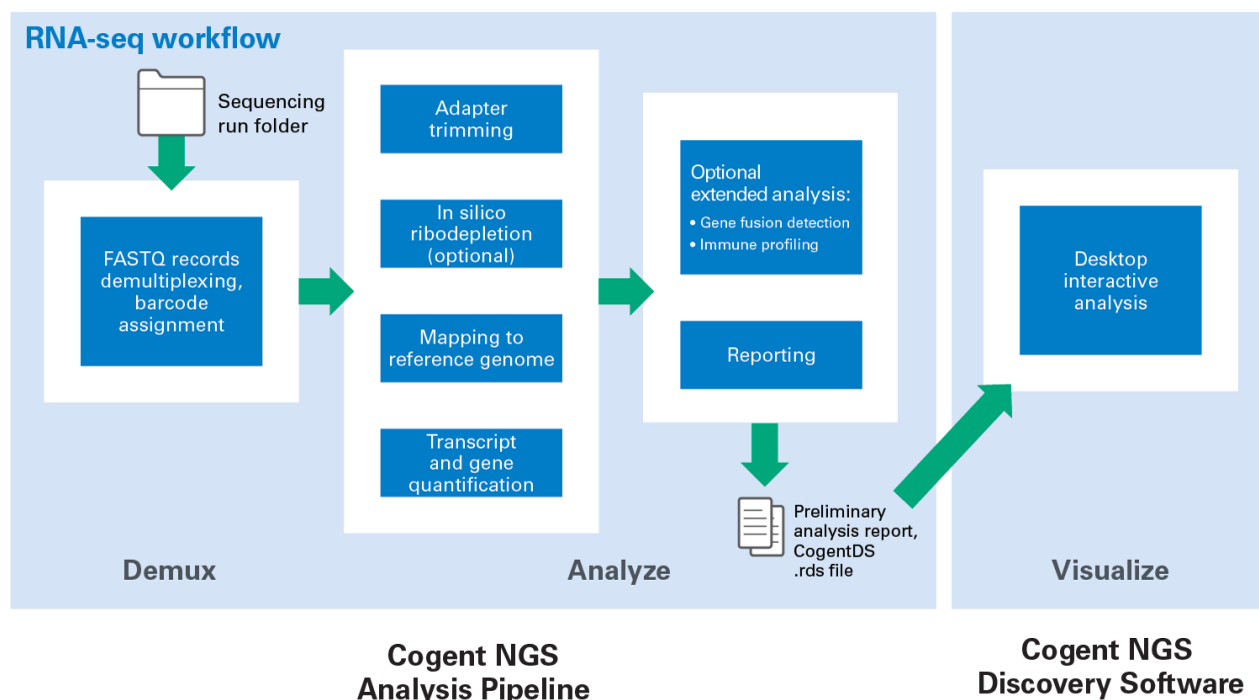 RNA-seq workflow
Sequencing
run folder
FASTQ records
demultiplexing,
barcode
assignment
Adapter
trimming
In silico
ribodepletion
(optional)
Mapping to
reference genome
Transcript
and gene
quantification
Optional
extended analysis:
• Gene fusion detection
• Immune profiling
Reporting
Preliminary
analysis report,
CogentDS
.rds file
Desktop
interactive
analysis
Demux
Analyze
Visualize
Cogent NGS
Analysis Pipeline
Cogent NGS
Discovery Software